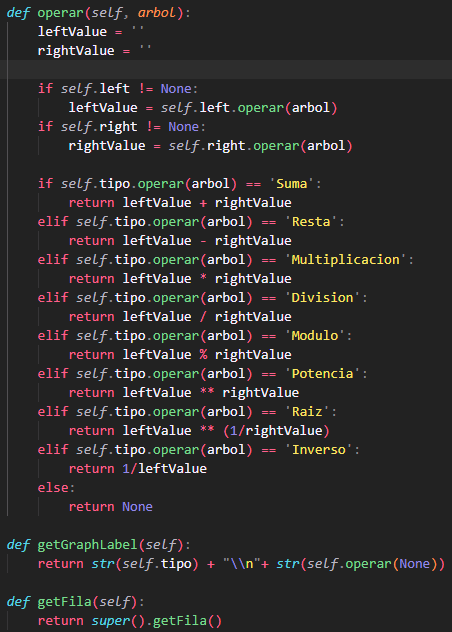 def operar(self, arbol):
    leftValue = ''
    rightValue = ''

    if self.left != None:
        leftValue = self.left.operar(arbol)
    if self.right != None:
        rightValue = self.right.operar(arbol)

    if self.tipo.operar(arbol) == 'Suma':
        return leftValue + rightValue
    elif self.tipo.operar(arbol) == 'Resta':
        return leftValue - rightValue
    elif self.tipo.operar(arbol) == 'Multiplicacion':
        return leftValue * rightValue
    elif self.tipo.operar(arbol) == 'Division':
        return leftValue / rightValue
    elif self.tipo.operar(arbol) == 'Modulo':
        return leftValue % rightValue
    elif self.tipo.operar(arbol) == 'Potencia':
        return leftValue ** rightValue
    elif self.tipo.operar(arbol) == 'Raiz':
        return leftValue ** (1/rightValue)
    elif self.tipo.operar(arbol) == 'Inverso':
        return 1/leftValue
    else:
        return None

def getGraphLabel(self):
    return str(self.tipo) + "\\n"+ str(self.operar(None))

def getFila(self):
    return super().getFila()